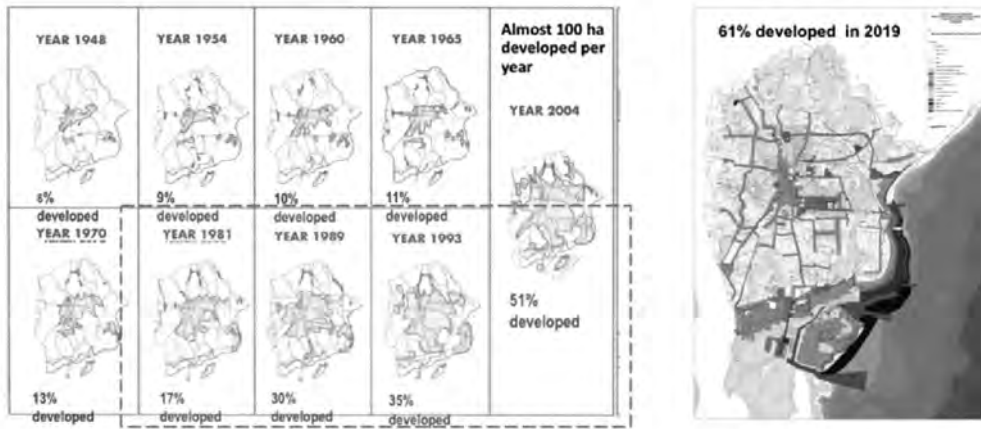 YEAR 1948
YEAR 1954
YEAR 1960
YEAR 1965
Almost 100 ha
developed per
year
YEAR 2004
6%
developed
9%
developed
10%
developed
11%
developed
YEAR 1970
YEAR 1981
YEAR 1989
YEAR 1993
51%
developed
13%
developed
17%
developed
30%
developed
35%
developed
61% developed in 2019